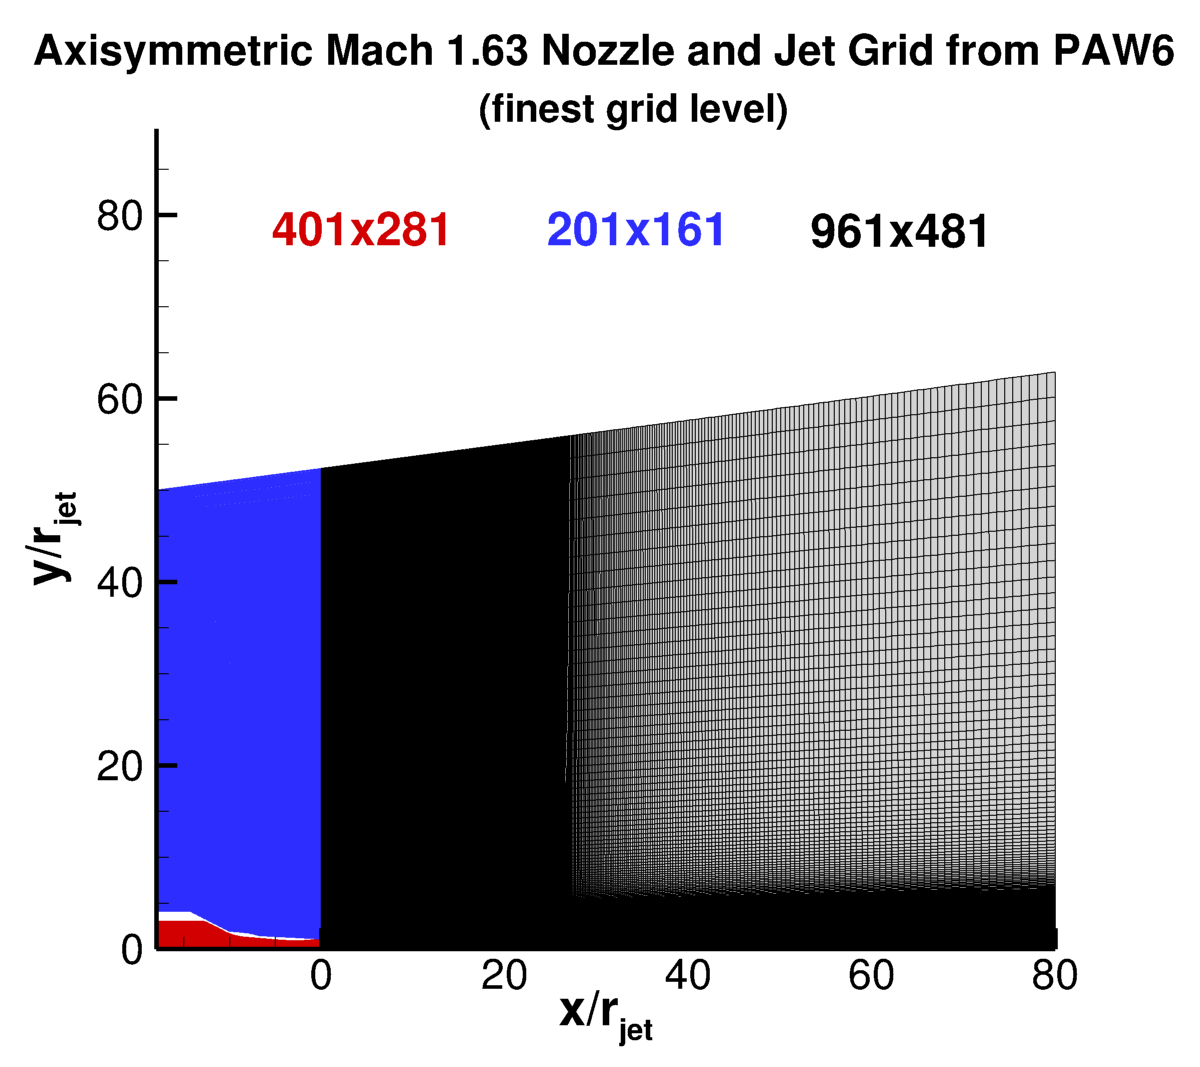 Axisymmetric Mach 1.63 Nozzle and Jet Grid from PAW6
(finest grid level)
401x281 201x161 961x481
80
60
40
20
0
y/rjet
0 20 40 60 80
x/rjet